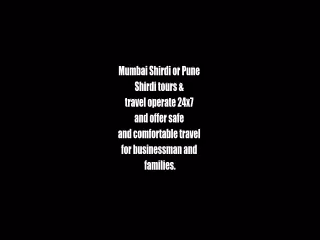 Mumbai Shirdi or Pune
Shirdi tours &
travel operate 24x7
and offer safe
and comfortable travel
for businessman and
families.